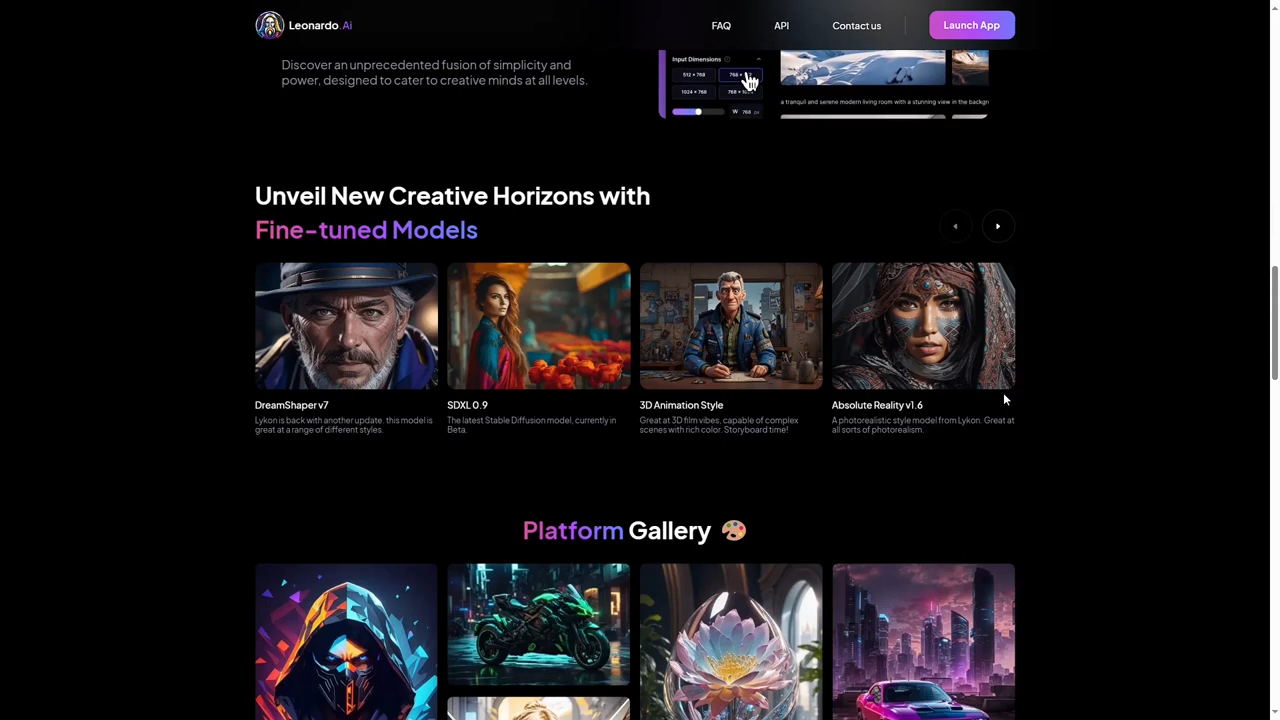 Leonardo.Ai
FAQ
API
Contact us
Launch App
Discover an unprecedented fusion of simplicity and
power, designed to cater to creative minds at all levels.
Input Dimensions
512 × 768
768 ×
1024 × 768
768 ×
W 768 px
a tranquil and serene modern living room with a stunning view in the backgr
Unveil New Creative Horizons with
Fine-tuned Models
DreamShaper v7
Lykon is back with another update, this model is
great at a range of different styles.
SDXL 0.9
The latest Stable Diffusion model, currently in
Beta.
3D Animation Style
Great at 3D film vibes, capable of complex
scenes with rich color. Storyboard time!
Absolute Reality v1.6
A photorealistic style model from Lykon. Great at
all sorts of photorealism.
Platform Gallery